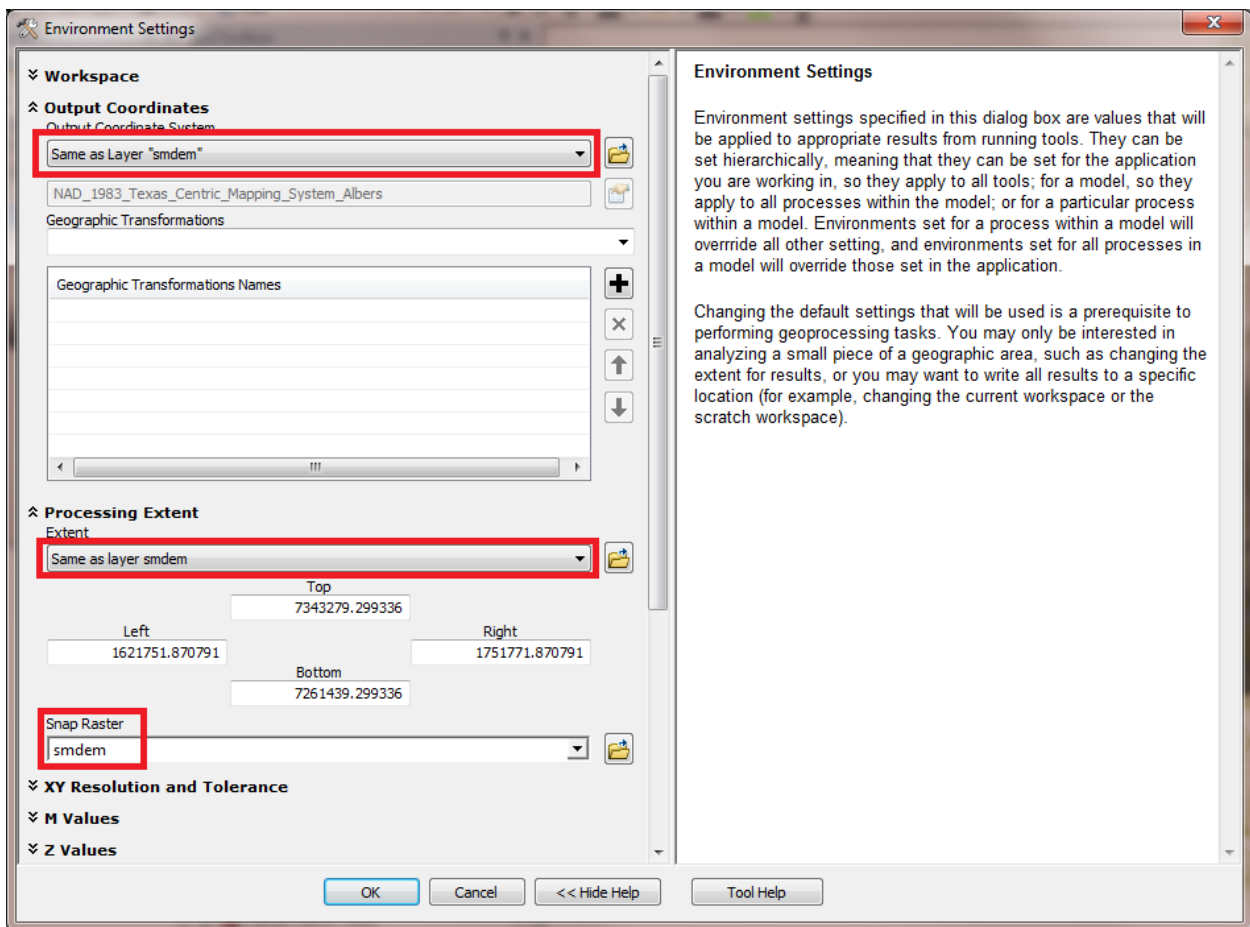 Environment Settings
Workspace
Output Coordinates
Output Coordinate System
Same as Layer "smdem"
NAD_1983_Texas_Centric_Mapping_System_Albers
Geographic Transformations
Geographic Transformations Names
Processing Extent
Extent
Same as layer smdem
Top
7343279.299336
Left
Right
1621751.870791
1751771.870791
Bottom
7261439.299336
Snap Raster
smdem
XY Resolution and Tolerance
M Values
Z Values
Environment Settings
Environment settings specified in this dialog box are values that will
be applied to appropriate results from running tools. They can be
set hierarchically, meaning that they can be set for the application
you are working in, so they apply to all tools; for a model, so they
apply to all processes within the model; or for a particular process
within a model. Environments set for a process within a model will
overrride all other setting, and environments set for all processes in
a model will override those set in the application.
Changing the default settings that will be used is a prerequisite to
performing geoprocessing tasks. You may only be interested in
analyzing a small piece of a geographic area, such as changing the
extent for results, or you may want to write all results to a specific
location (for example, changing the current workspace or the
scratch workspace).
OK
Cancel
<< Hide Help
Tool Help